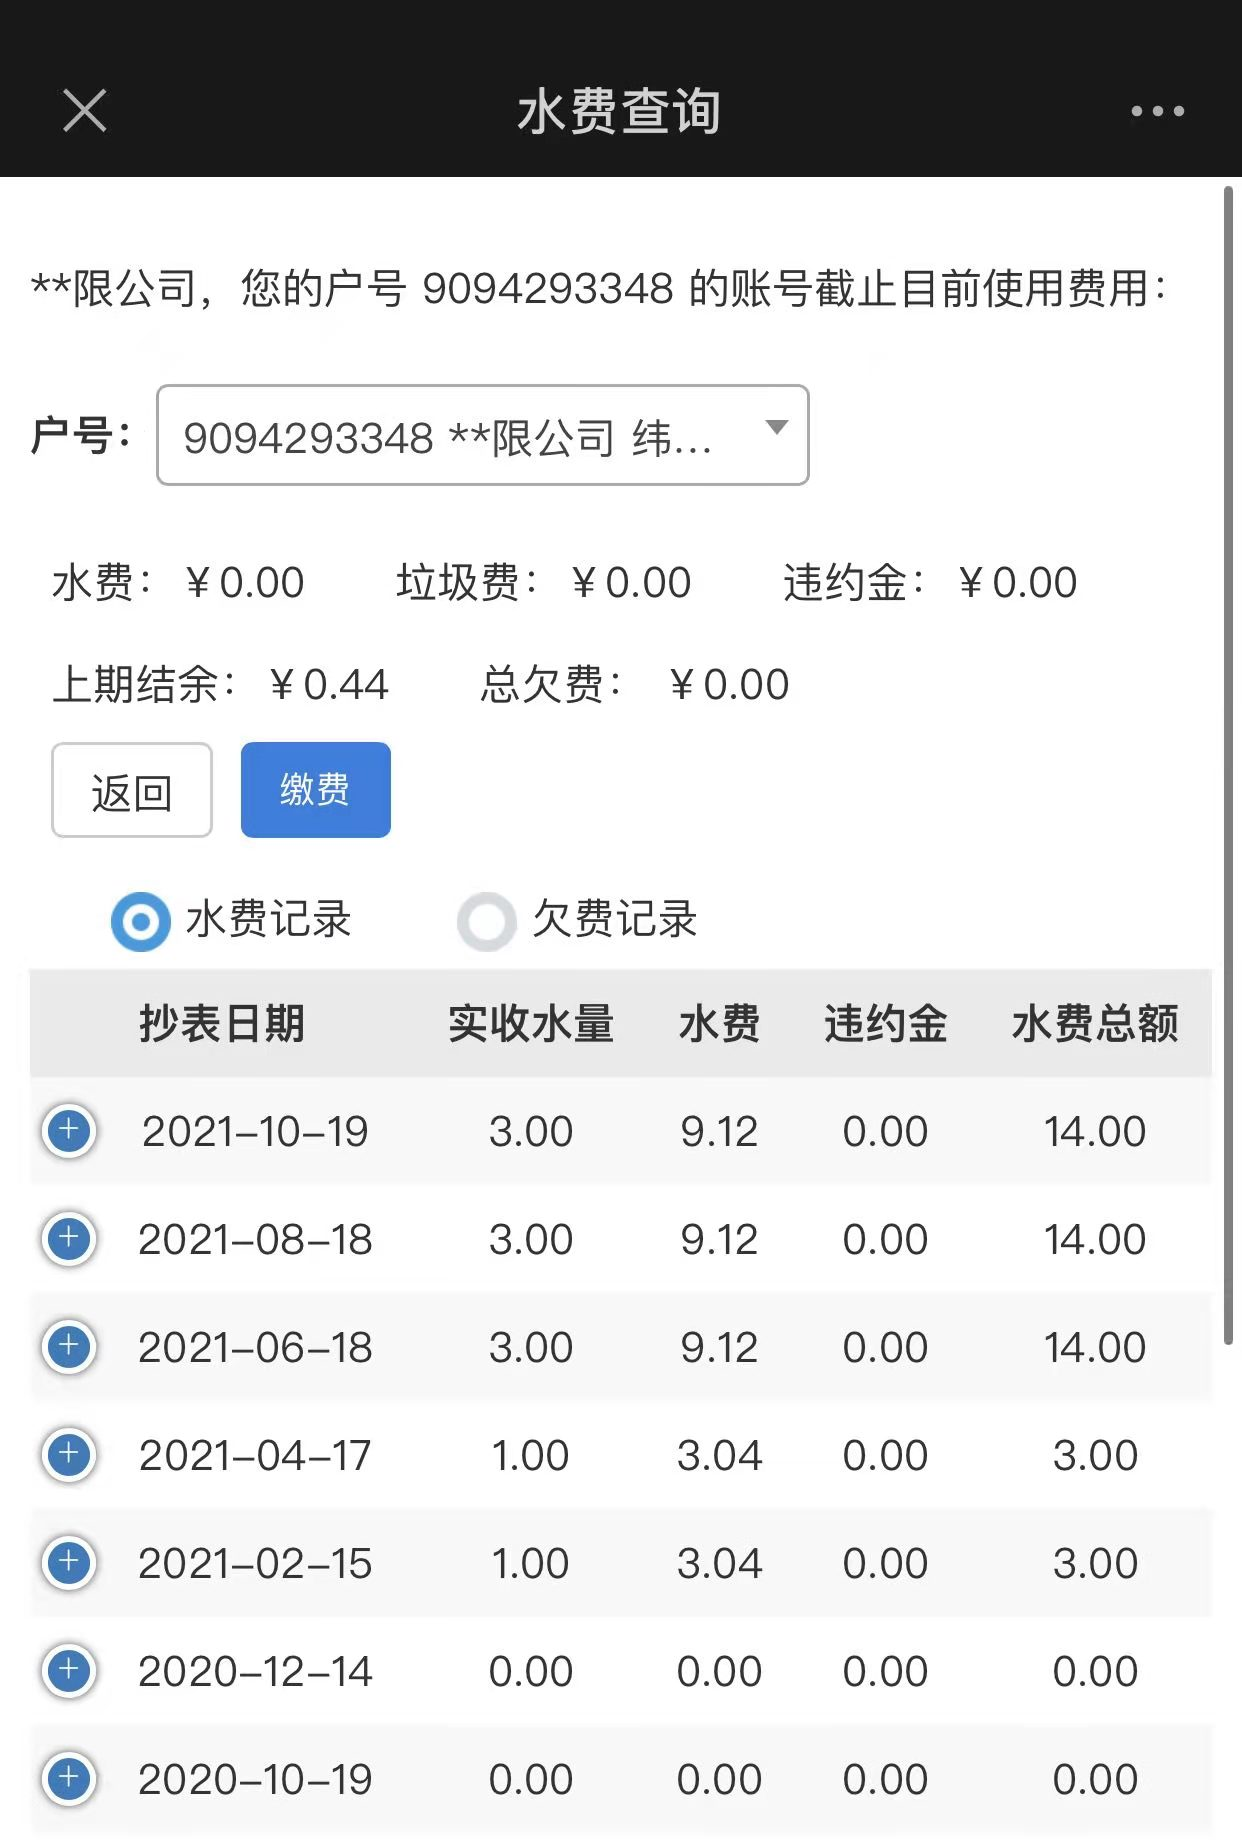 水费查询
**限公司，您的户号 9094293348 的账号截止目前使用费用：
户号： 9094293348 **限公司 纬...
水费： ¥0.00 垃圾费： ¥0.00 违约金： ¥0.00
上期结余： ¥0.44 总欠费： ¥0.00
返回 缴费
水费记录 欠费记录
抄表日期 实收水量 水费 违约金 水费总额
2021-10-19 3.00 9.12 0.00 14.00
2021-08-18 3.00 9.12 0.00 14.00
2021-06-18 3.00 9.12 0.00 14.00
2021-04-17 1.00 3.04 0.00 3.00
2021-02-15 1.00 3.04 0.00 3.00
2020-12-14 0.00 0.00 0.00 0.00
2020-10-19 0.00 0.00 0.00 0.00